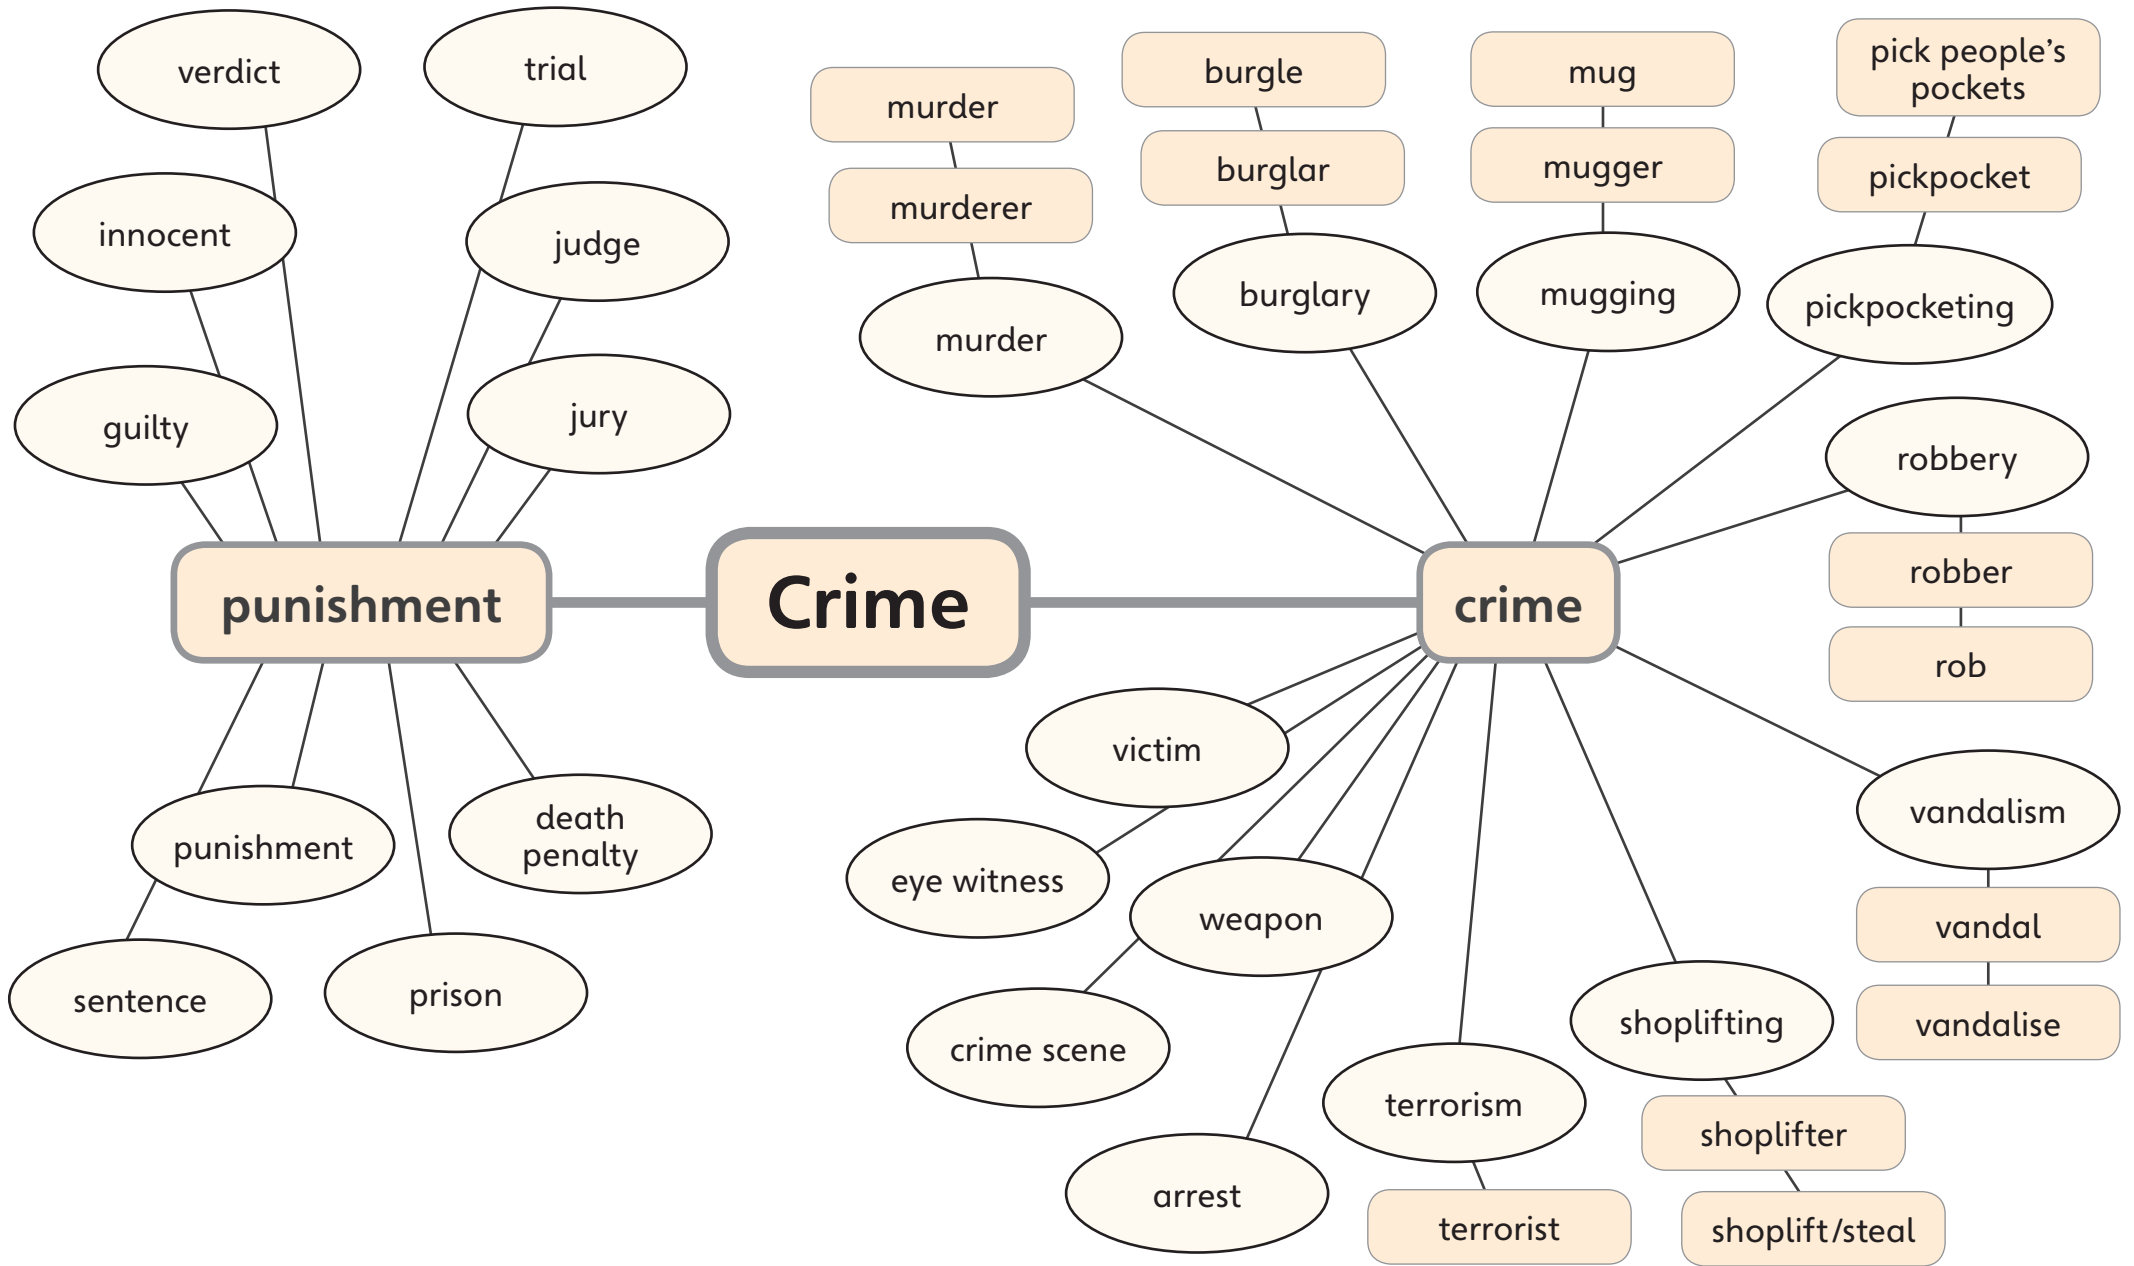 verdict
trial
innocent
judge
guilty
jury
punishment
punishment
death
penalty
sentence
prison
Crime
murder
murderer
murder
burgle
burglar
burglary
mug
mugger
mugging
pick people’s
pockets
pickpocket
pickpocketing
robbery
robber
rob
crime
victim
eye witness
weapon
crime scene
arrest
terrorism
terrorist
shoplifting
shoplifter
shoplift/steal
vandalism
vandal
vandalise